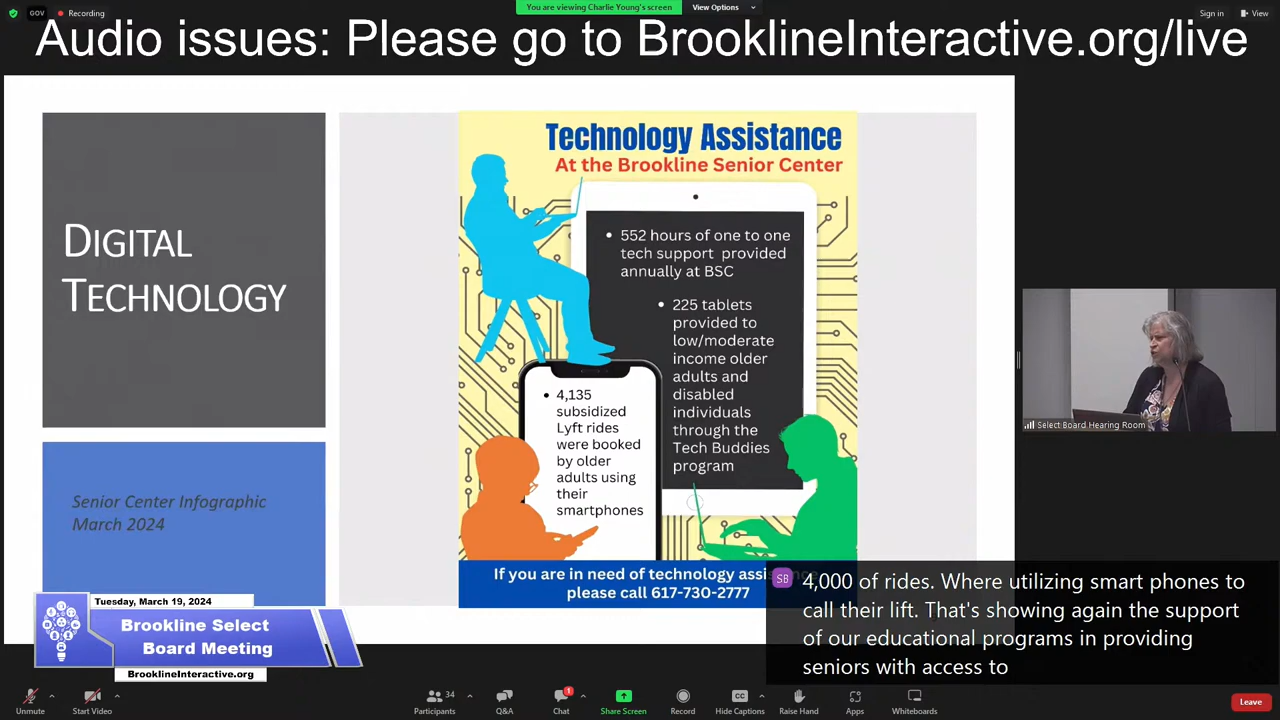 GOV
Recording
You are viewing Charlie Young's screen
View Options
Sign in
View
Audio issues: Please go to BrooklineInteractive.org/live
DIGITAL
TECHNOLOGY
Senior Center Infographic
March 2024
Technology Assistance
At the Brookline Senior Center
• 552 hours of one to one
tech support provided
annually at BSC
• 225 tablets
provided to
low/moderate
income older
adults and
disabled
individuals
through the
Tech Buddies
program
• 4,135
subsidized
Lyft rides
were booked
by older
adults using
their
smartphones
If you are in need of technology
please call 617-730-2777
Select Board Hearing Room
SB
4,000 of rides. Where utilizing smart phones to
call their lift. That's showing again the support
of our educational programs in providing
seniors with access to
Tuesday, March 19, 2024
Brookline Select
Board Meeting
BrooklineInteractive.org
Unmute
Start Video
34
Participants
Q&A
1
Chat
Share Screen
Record
CC
Hide Captions
Raise Hand
Apps
Whiteboards
Leave